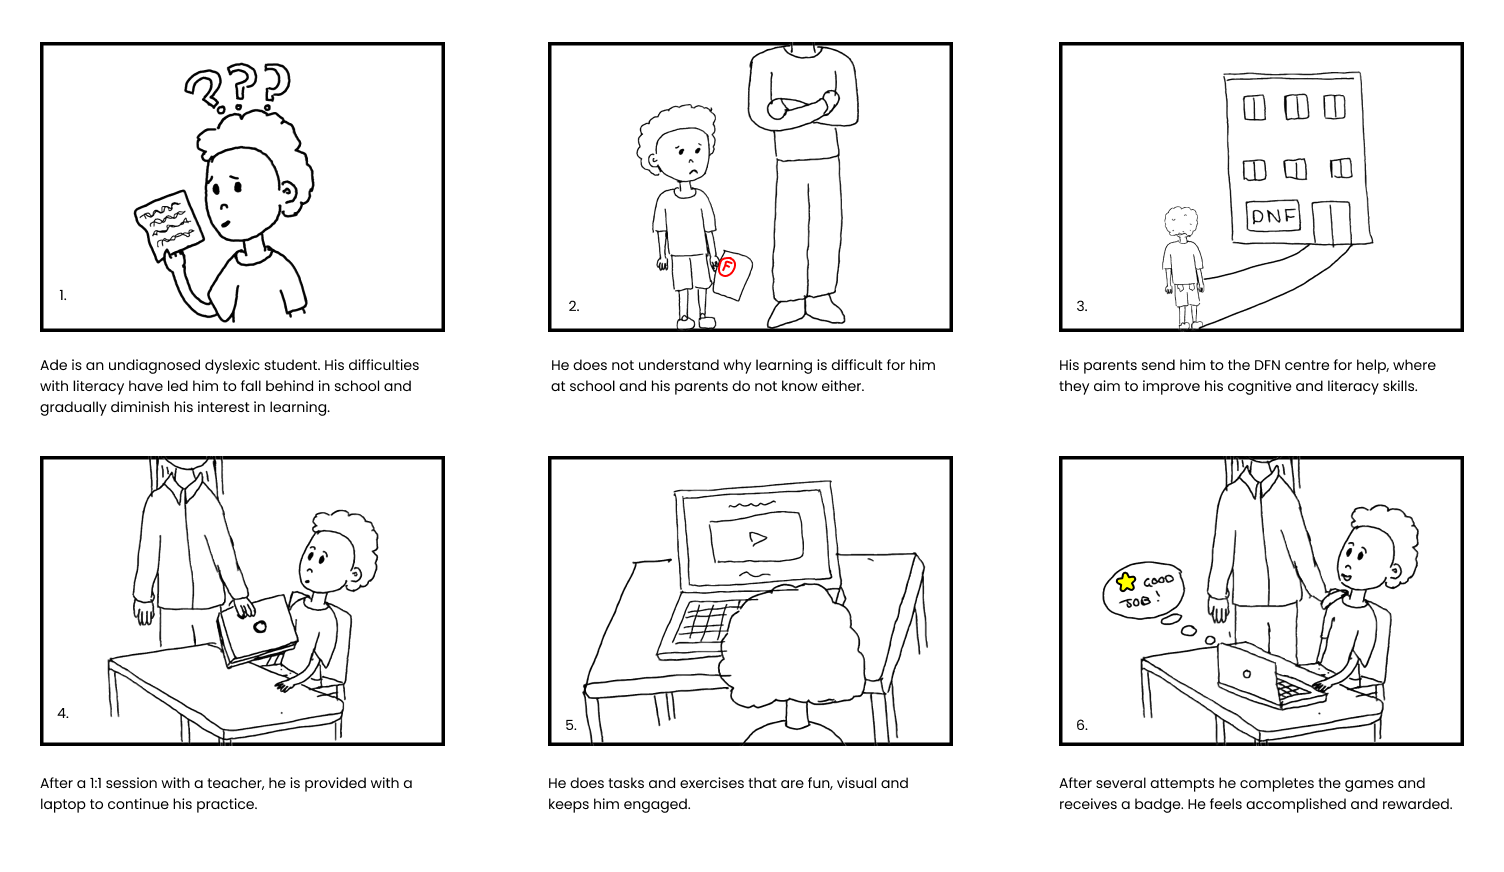 ???
1.
Ade is an undiagnosed dyslexic student. His difficulties
with literacy have led him to fall behind in school and
gradually diminish his interest in learning.
F
2.
He does not understand why learning is difficult for him
at school and his parents do not know either.
DNF
3.
His parents send him to the DFN centre for help, where
they aim to improve his cognitive and literacy skills.
4.
After a 1:1 session with a teacher, he is provided with a
laptop to continue his practice.
5.
He does tasks and exercises that are fun, visual and
keeps him engaged.
GOOD
JOB!
6.
After several attempts he completes the games and
receives a badge. He feels accomplished and rewarded.